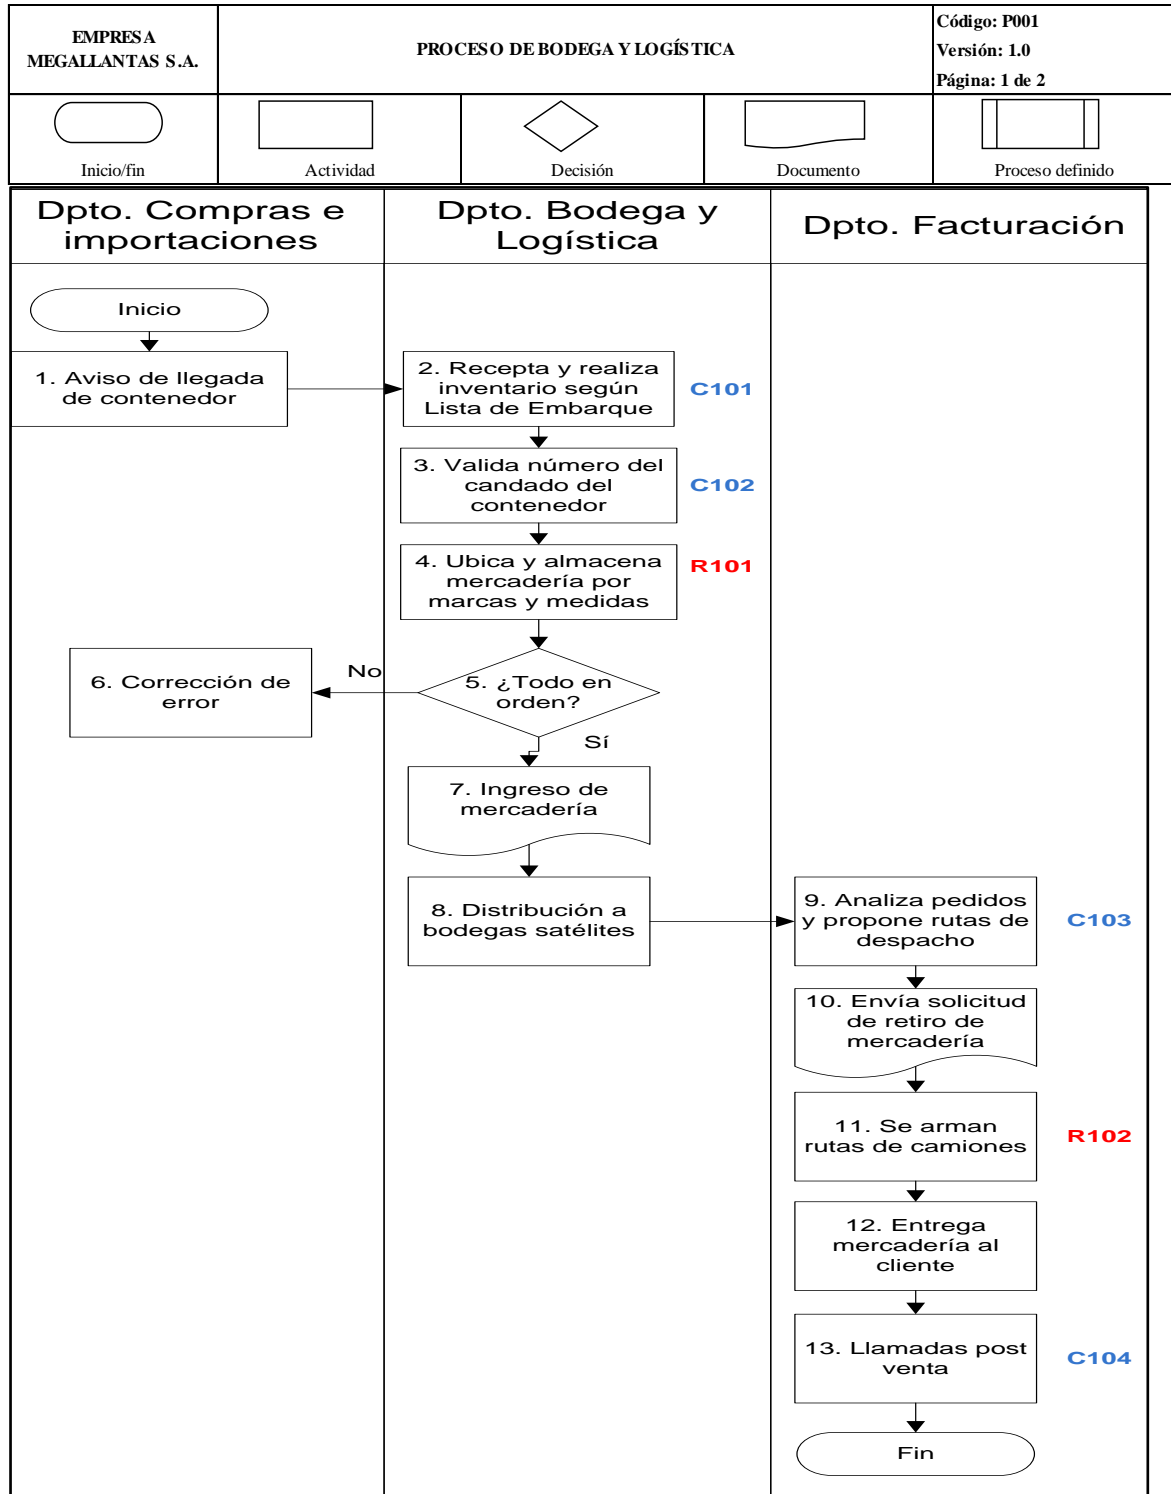 EMPRESA
MEGALLANTAS S.A.
PROCESO DE BODEGA Y LOGÍSTICA
Código: P001
Versión: 1.0
Página: 1 de 2
Inicio/fin
Actividad
Decisión
Documento
Proceso definido
Dpto. Compras e
importaciones
Dpto. Bodega y
Logística
Dpto. Facturación
Inicio
1. Aviso de llegada
de contenedor
2. Recepta y realiza
inventario según
Lista de Embarque
C101
3. Valida número del
candado del
contenedor
C102
4. Ubica y almacena
mercadería por
marcas y medidas
R101
5. ¿Todo en
orden?
No
6. Corrección de
error
Sí
7. Ingreso de
mercadería
8. Distribución a
bodegas satélites
9. Analiza pedidos
y propone rutas de
despacho
C103
10. Envía solicitud
de retiro de
mercadería
11. Se arman
rutas de camiones
R102
12. Entrega
mercadería al
cliente
13. Llamadas post
venta
C104
Fin